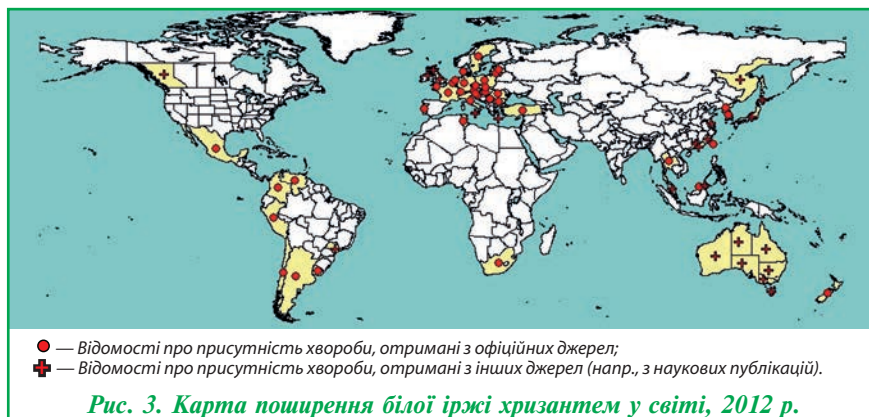 — Відомості про присутність хвороби, отримані з офіційних джерел;
— Відомості про присутність хвороби, отримані з інших джерел (напр., з наукових публікацій).
Рис. 3. Карта поширення білої іржі хризантем у світі, 2012 р.